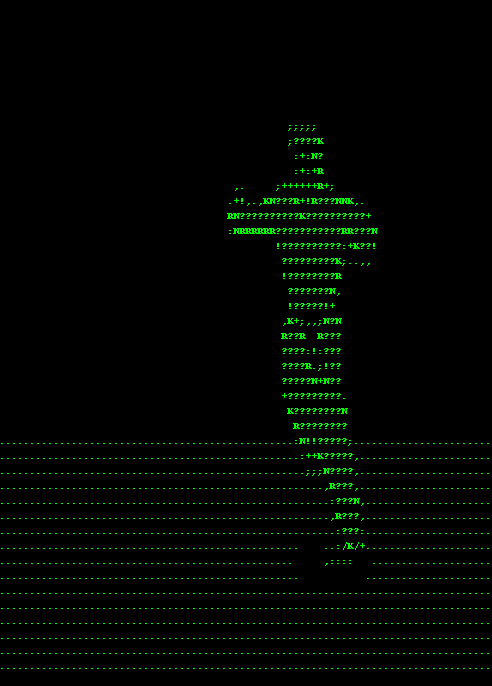 ;;;;;
;????K
:+:N?
:+:+R
,.     ;++++++R+;
.+!,.,KN???R+!R???NNK,.
RN??????????K??????????+
:NRRRRRR???????????RR???N
!??????????:+K??!
?????????K;..,,
!????????R
???????N,
!?????!+
,K+;,,;N?N
R??R  R???
????:!:???
????R.;!??
?????N+N??
+?????????.
K????????N
R????????
..................................................:N!!?????;.......................
..................................................:++K?????,......................
...................................................;;;N????,......................
......................................................,R???,......................
.......................................................:???N,.....................
.......................................................,R???,.....................
........................................................:???:.....................
..................................................    ..:/K/+.....................
.................................................     ,::::   ....................
..................................................           .....................
..................................................................................
..................................................................................
..................................................................................
..................................................................................
..................................................................................
..................................................................................